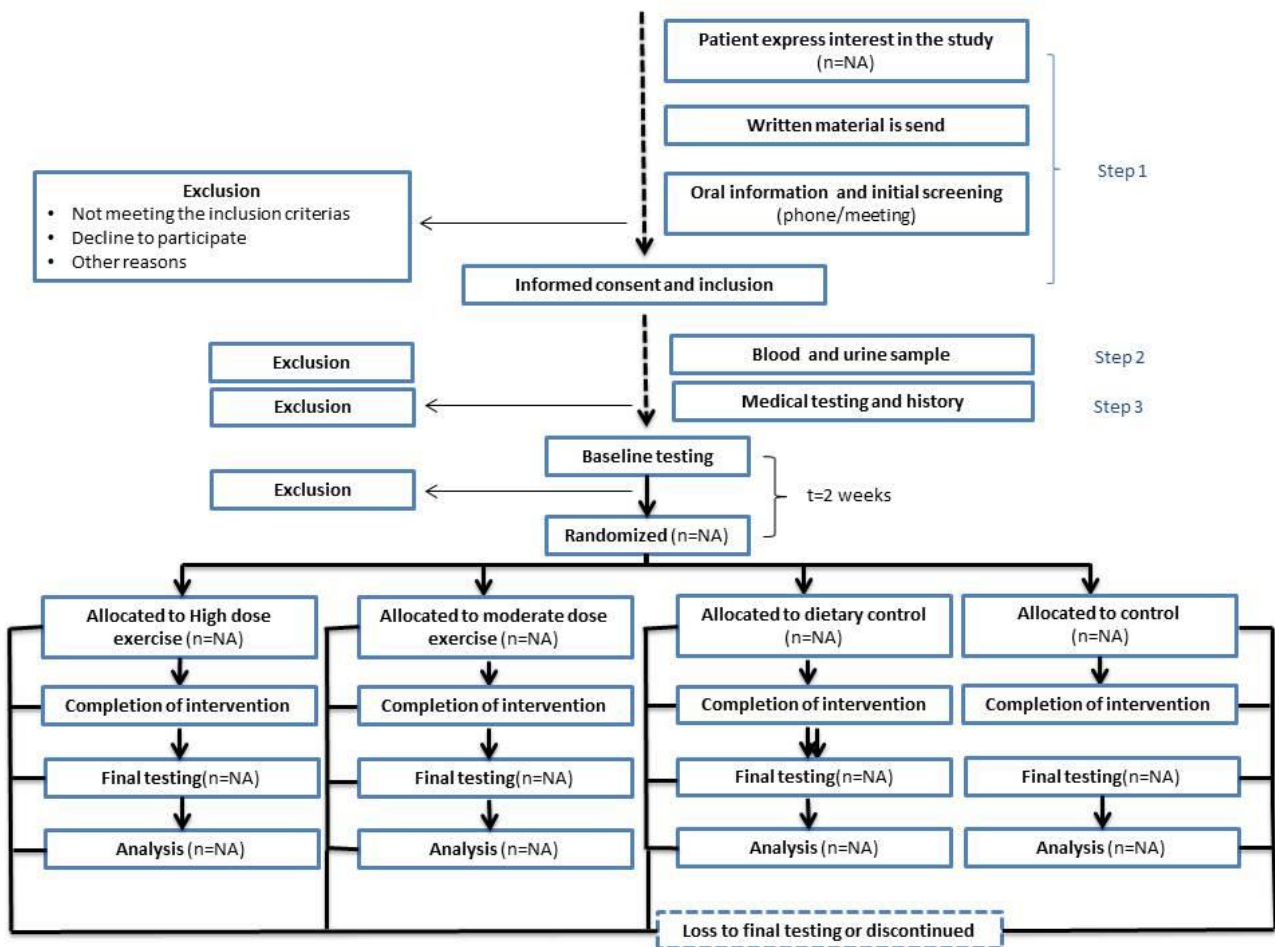 Patient express interest in the study
(n=NA)
Written material is send
Step 1
Exclusion
• Not meeting the inclusion criterias
• Decline to participate
• Other reasons
Oral information and initial screening
(phone/meeting)
Informed consent and inclusion
Exclusion
Blood and urine sample
Step 2
Exclusion
Medical testing and history
Step 3
Baseline testing
Exclusion
t=2 weeks
Randomized (n=NA)
Allocated to High dose
exercise (n=NA)
Allocated to moderate dose
exercise (n=NA)
Allocated to dietary control
(n=NA)
Allocated to control
(n=NA)
Completion of intervention
Completion of intervention
Completion of intervention
Completion of intervention
Final testing(n=NA)
Final testing(n=NA)
Final testing(n=NA)
Final testing(n=NA)
Analysis (n=NA)
Analysis (n=NA)
Analysis (n=NA)
Analysis (n=NA)
Loss to final testing or discontinued